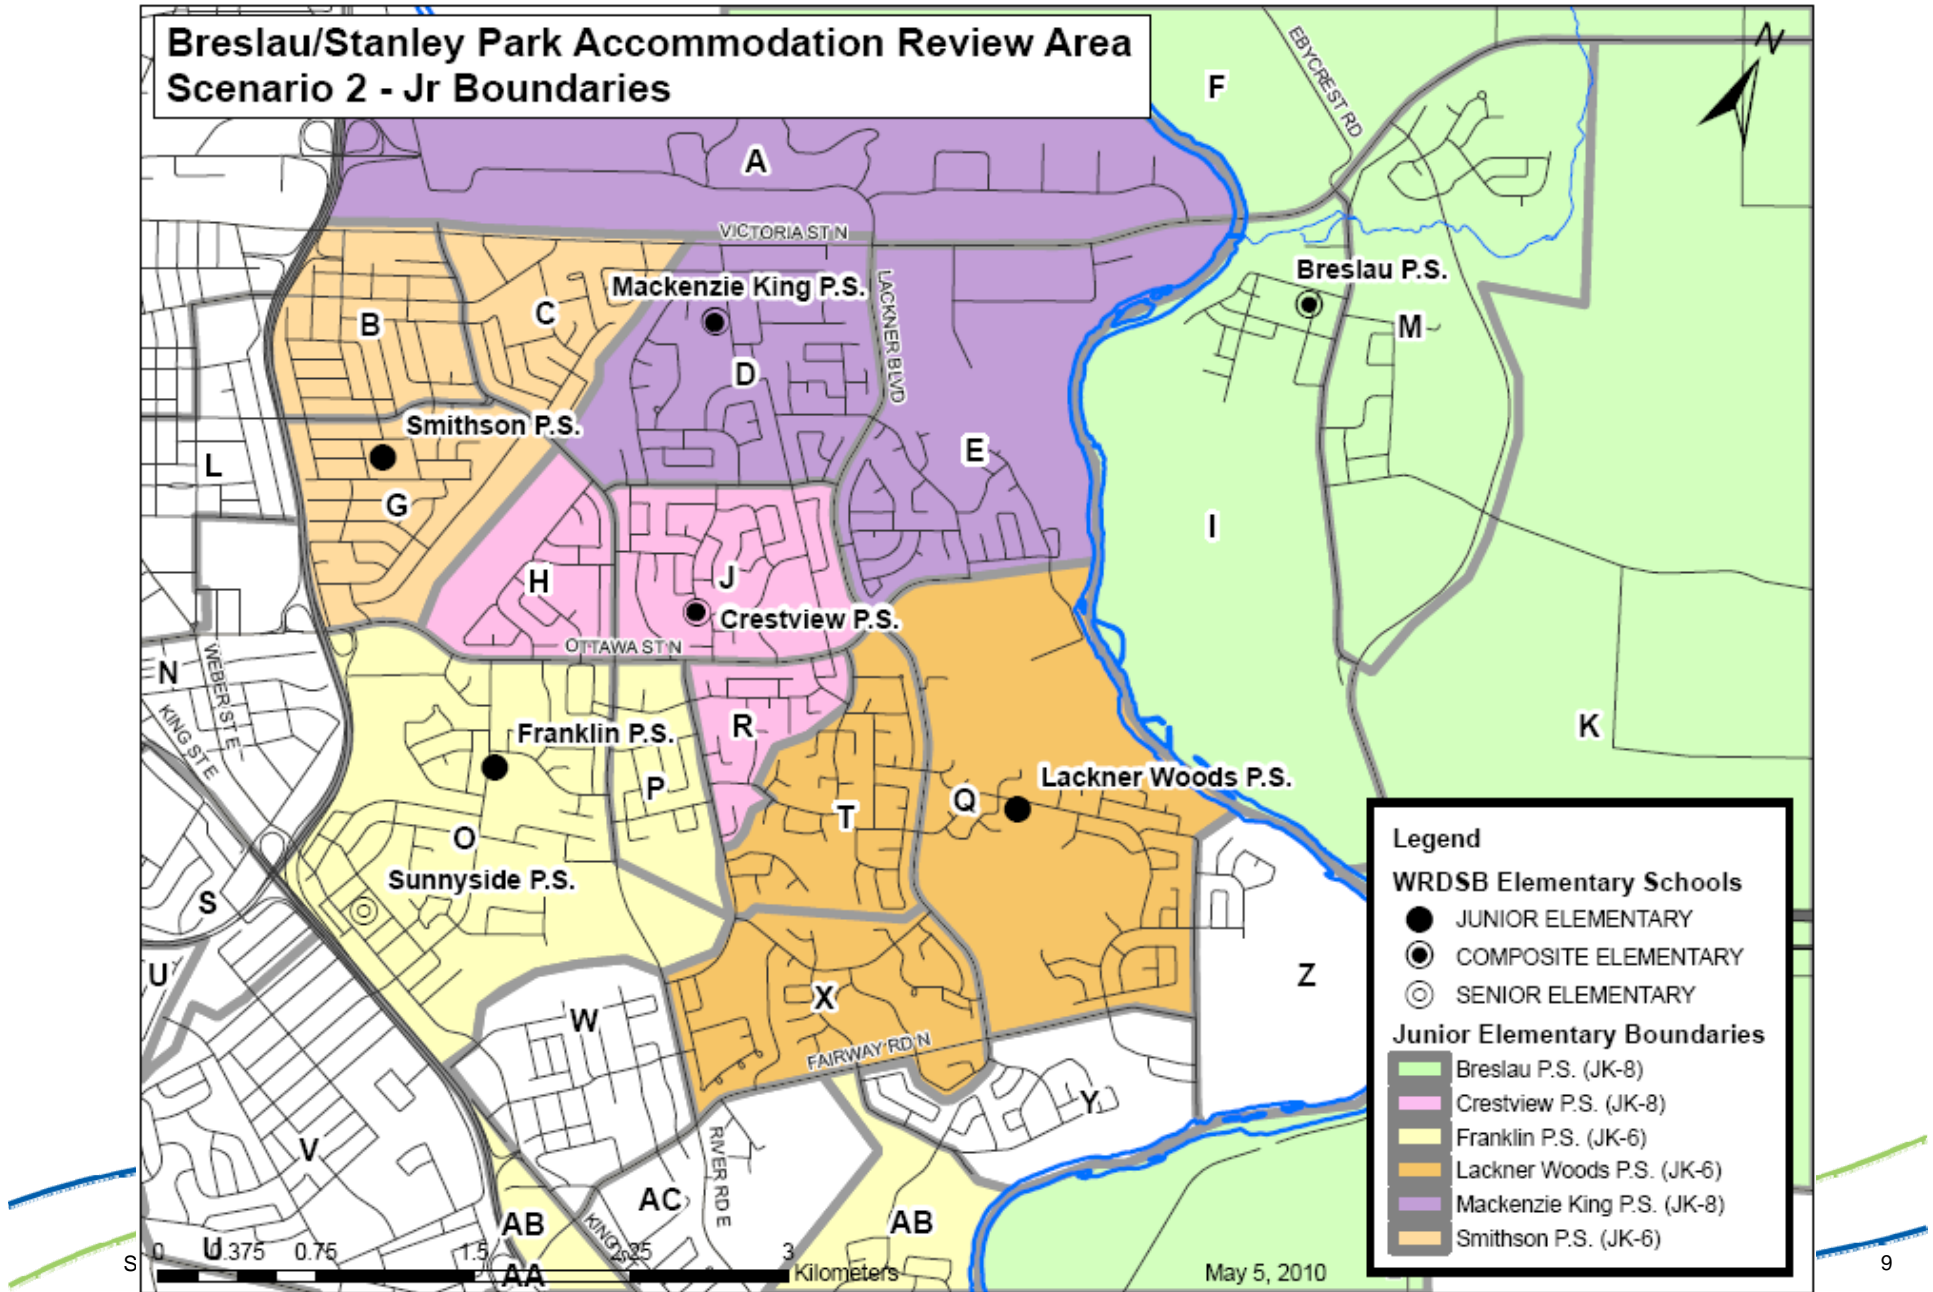 Breslau/Stanley Park Accommodation Review Area
Scenario 2 - Jr Boundaries
N
F
EBYCREST RD
A
VICTORIA ST N
Mackenzie King P.S.
LACKNER BLVD
Breslau P.S.
B
C
M
D
Smithson P.S.
L
E
G
I
H
J
Crestview P.S.
OTTAWA ST N
N
WEBER ST E
KING ST E
Franklin P.S.
R
K
P
Lackner Woods P.S.
Q
T
O
Sunnyside P.S.
S
U
Z
X
W
FAIRWAY RD N
Y
V
RIVER RD E
AC
AB
AB
KING ST E
U
AA
0 0.375 0.75 1.5 2.25 3
Kilometers
May 5, 2010
Legend
WRDSB Elementary Schools
JUNIOR ELEMENTARY
COMPOSITE ELEMENTARY
SENIOR ELEMENTARY
Junior Elementary Boundaries
Breslau P.S. (JK-8)
Crestview P.S. (JK-8)
Franklin P.S. (JK-6)
Lackner Woods P.S. (JK-6)
Mackenzie King P.S. (JK-8)
Smithson P.S. (JK-6)
S
9